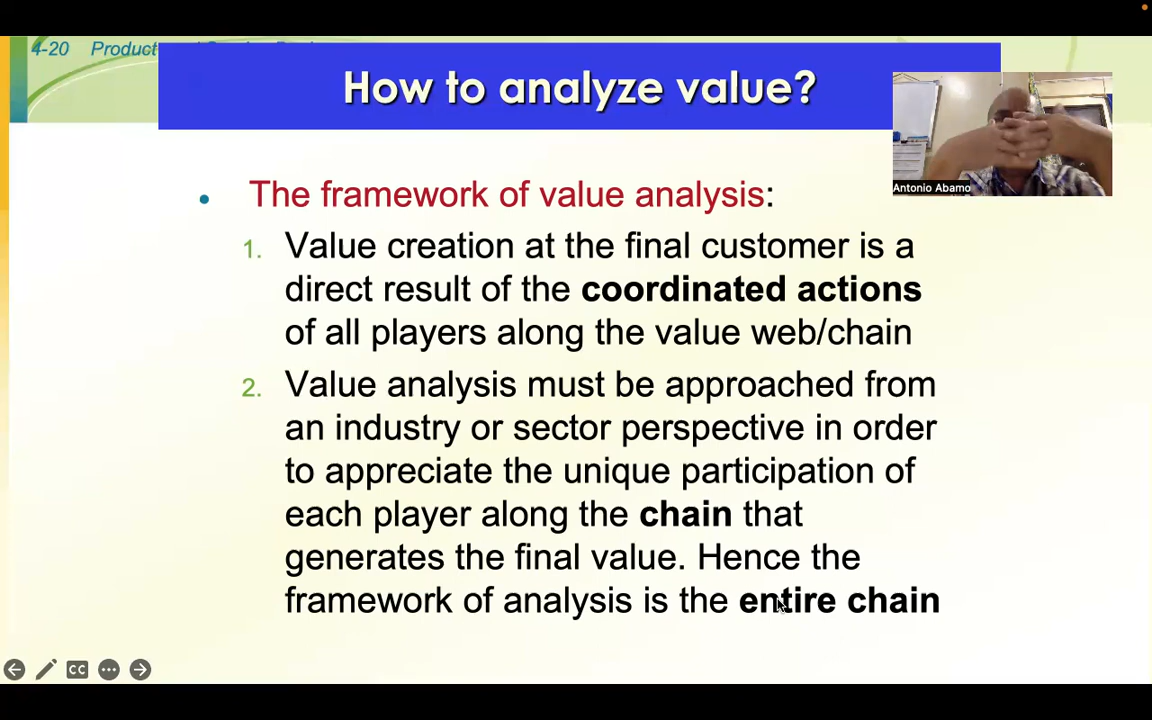 4-20 Product
How to analyze value?
Antonio Abamo
• The framework of value analysis:
1. Value creation at the final customer is a
direct result of the coordinated actions
of all players along the value web/chain
2. Value analysis must be approached from
an industry or sector perspective in order
to appreciate the unique participation of
each player along the chain that
generates the final value. Hence the
framework of analysis is the entire chain
CC